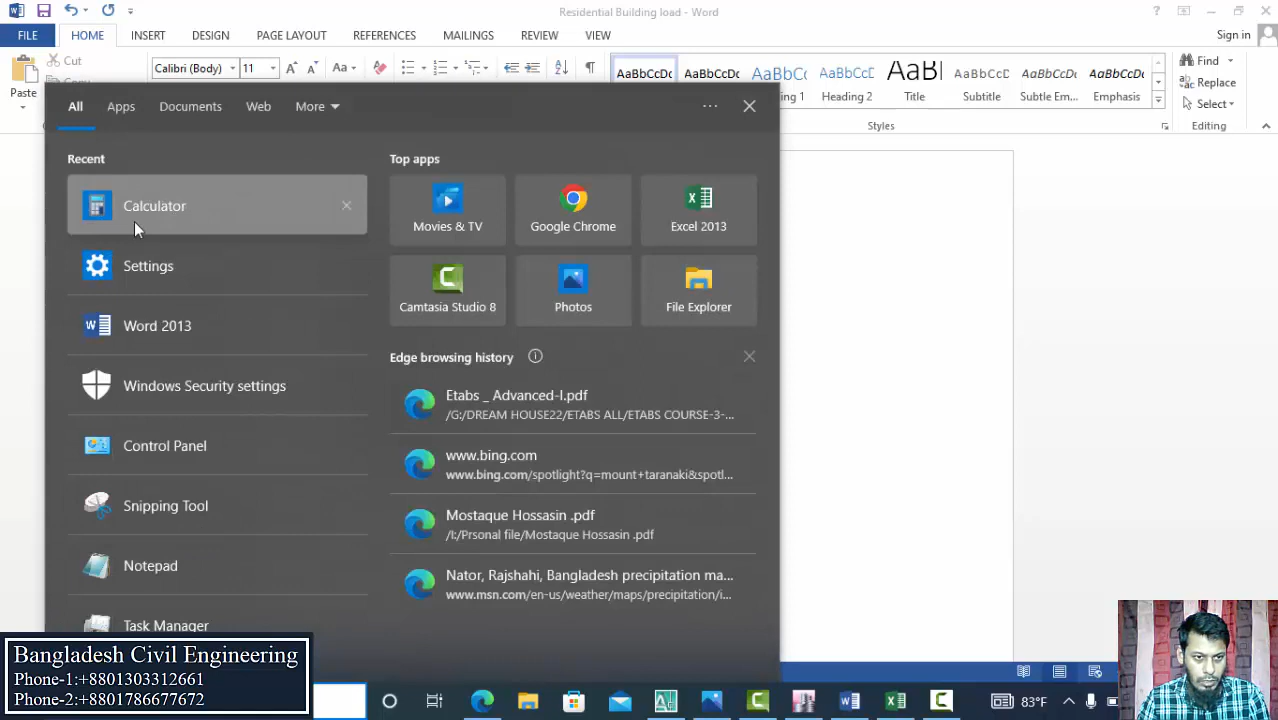 Residential Building load - Word
FILE HOME INSERT DESIGN PAGE LAYOUT REFERENCES MAILINGS REVIEW VIEW Sign in
Cut
Calibri (Body) 11
Aa
Paste
AaBbCcDc
AaBbCcDc
AaBbCc
AaBbCcD
AaBl
AaBbCcD
AaBbCcDc
AaBbCcDc
Heading 2
Title
Subtitle
Subtle Em...
Emphasis
Styles
Find
Replace
Select
Editing
All Apps Documents Web More
Recent
Calculator
Settings
Word 2013
Windows Security settings
Control Panel
Snipping Tool
Notepad
Task Manager
Top apps
Movies & TV
Google Chrome
Excel 2013
Camtasia Studio 8
Photos
File Explorer
Edge browsing history
Etabs _ Advanced-I.pdf
/G:/DREAM HOUSE22/ETABS ALL/ETABS COURSE-3-...
www.bing.com
www.bing.com/spotlight?q=mount+taranaki&spotl...
Mostaque Hossasin .pdf
/I:/Prsonal file/Mostaque Hossasin .pdf
Nator, Rajshahi, Bangladesh precipitation ma...
www.msn.com/en-us/weather/maps/precipitation/i...
Bangladesh Civil Engineering
Phone-1:+8801303312661
Phone-2:+8801786677672
83°F